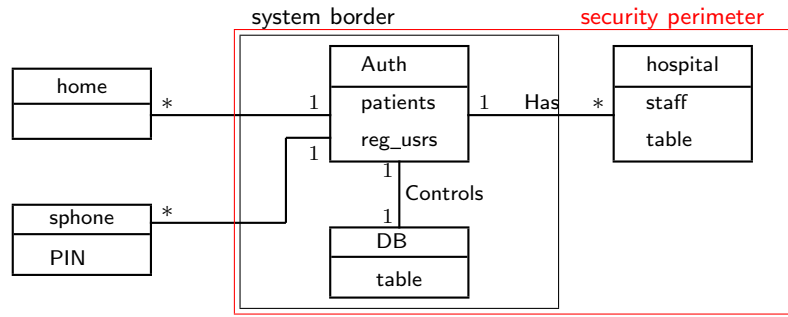 system border
security perimeter
home
*
1
Auth
patients
reg_usrs
1
Has
*
hospital
staff
table
1
1
Controls
1
sphone
PIN
*
DB
table